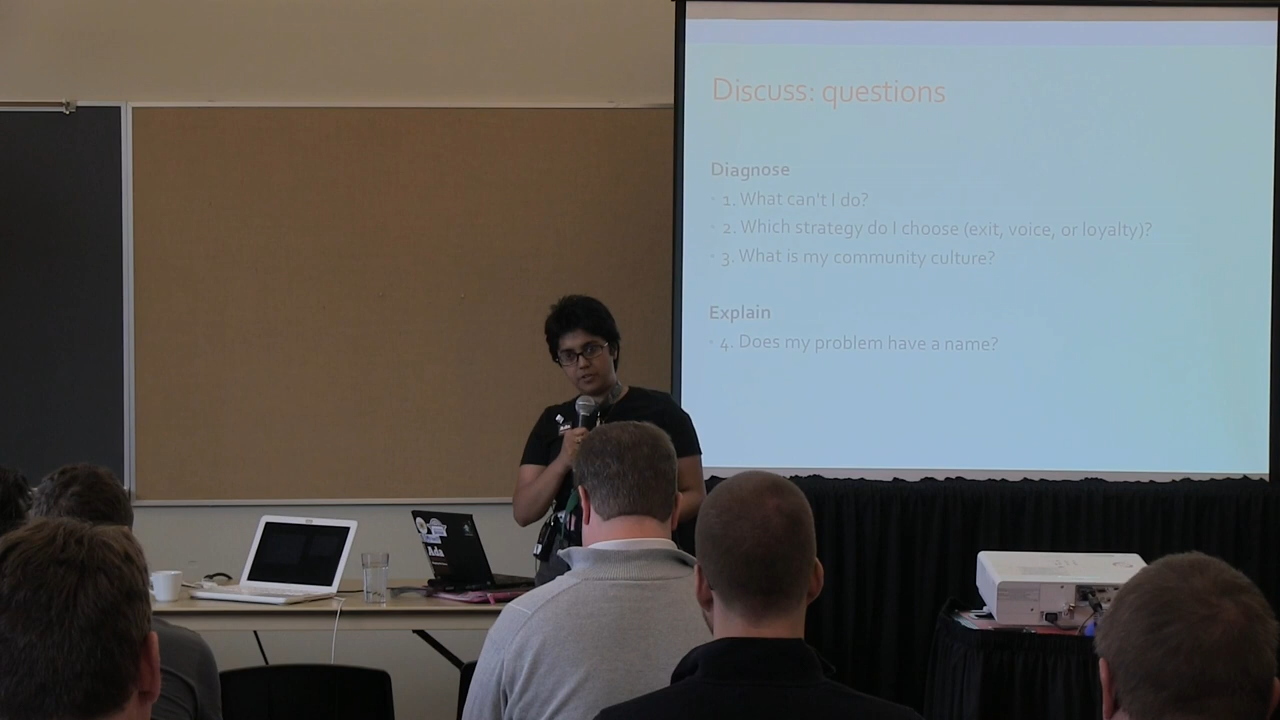 Discuss: questions
Diagnose
1. What can't I do?
2. Which strategy do I choose (exit, voice, or loyalty)?
3. What is my community culture?
Explain
4. Does my problem have a name?
Ada